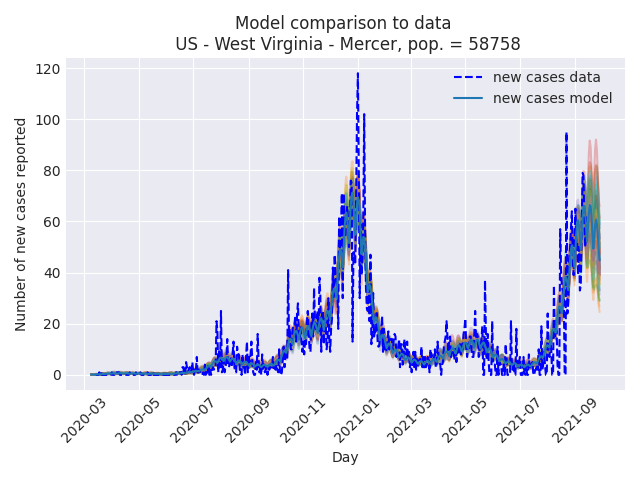 Model comparison to data
US - West Virginia - Mercer, pop. = 58758
new cases data
new cases model
Number of new cases reported
120
100
80
60
40
20
0
2020-03
2020-05
2020-07
2020-09
2020-11
2021-01
2021-03
2021-05
2021-07
2021-09
Day